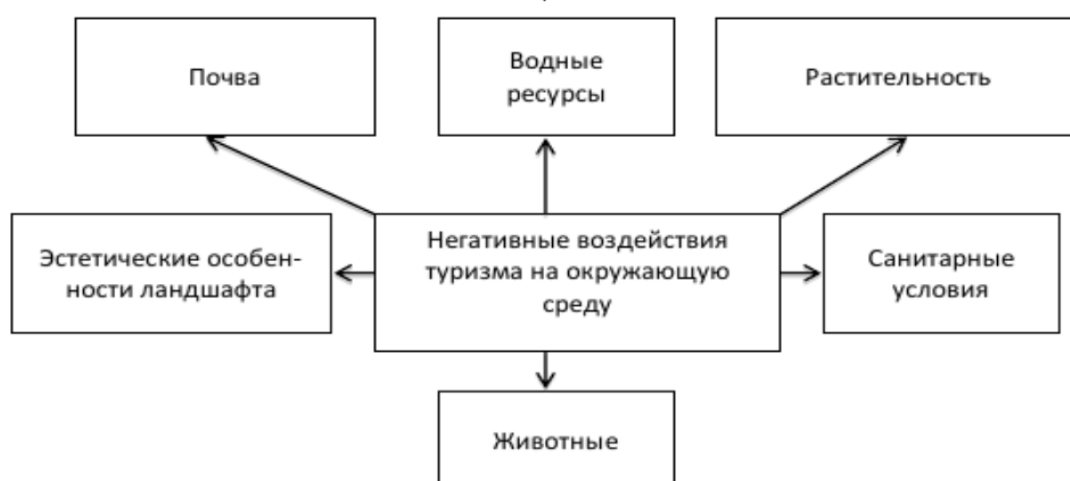 Почва
Водные
ресурсы
Растительность
Эстетические особен-
ности ландшафта
Негативные воздействия
туризма на окружающую
среду
Санитарные
условия
Животные